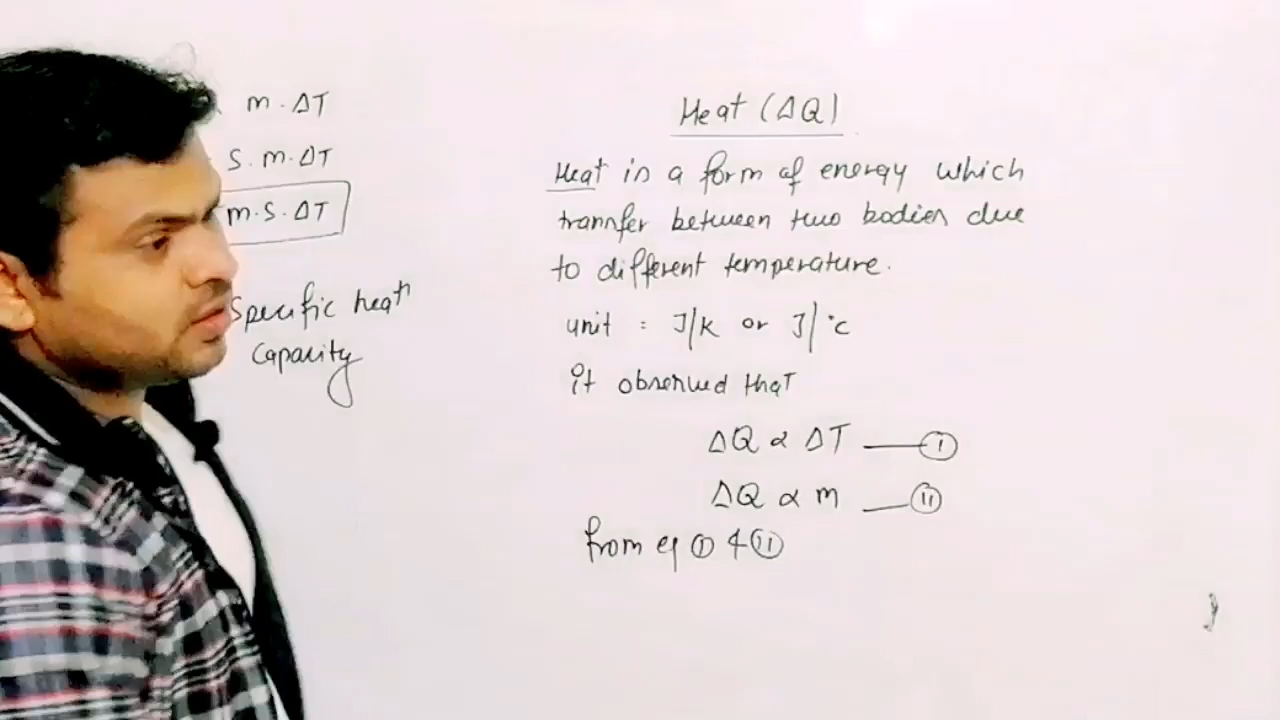 m . ΔT
S . m . ΔT
m . S . ΔT
Specific heat
Capacity
Heat (ΔQ)
Heat is a form of energy which
transfer between two bodies due
to different temperature.
unit = J/K or J/°C
it observed that
ΔQ ∝ ΔT —— (I)
ΔQ ∝ m —— (II)
from eq (I) & (II)